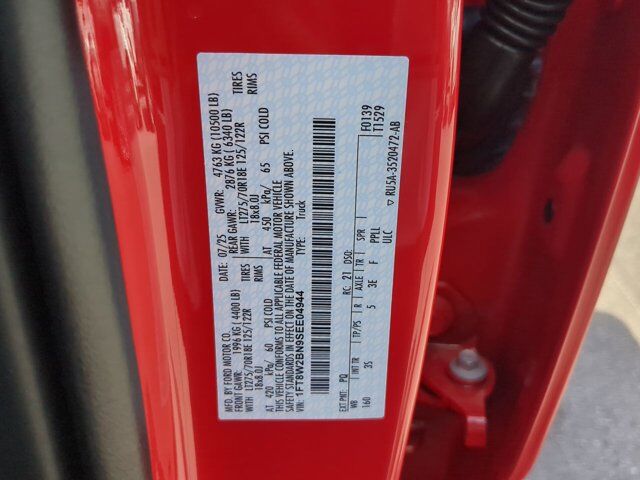 MFD. BY FORD MOTOR CO.
DATE: 07/25 GVWR: 4763 KG (10500 LB)
FRONT GAWR: 1996 KG (4400 LB) REAR GAWR: 2876 KG (6340 LB)
WITH LT275/70R18E 125/122R TIRES WITH LT275/70R18E 125/122R TIRES
18x8.0J RIMS 18x8.0J RIMS
AT 420 kPa/ 60 PSI COLD AT 450 kPa/ 65 PSI COLD
THIS VEHICLE CONFORMS TO ALL APPLICABLE FEDERAL MOTOR VEHICLE
SAFETY STANDARDS IN EFFECT ON THE DATE OF MANUFACTURE SHOWN ABOVE.
VIN: 1FT8W2BN9SEE04944 TYPE: Truck
F0139
T1529
EXT PNT: PQ RC: 21 DSO:
WB INT TR TP/PS R AXLE TR SPR
160 3S 5 3E F PPLL
ULC
▽ RU5A-3520472-AB